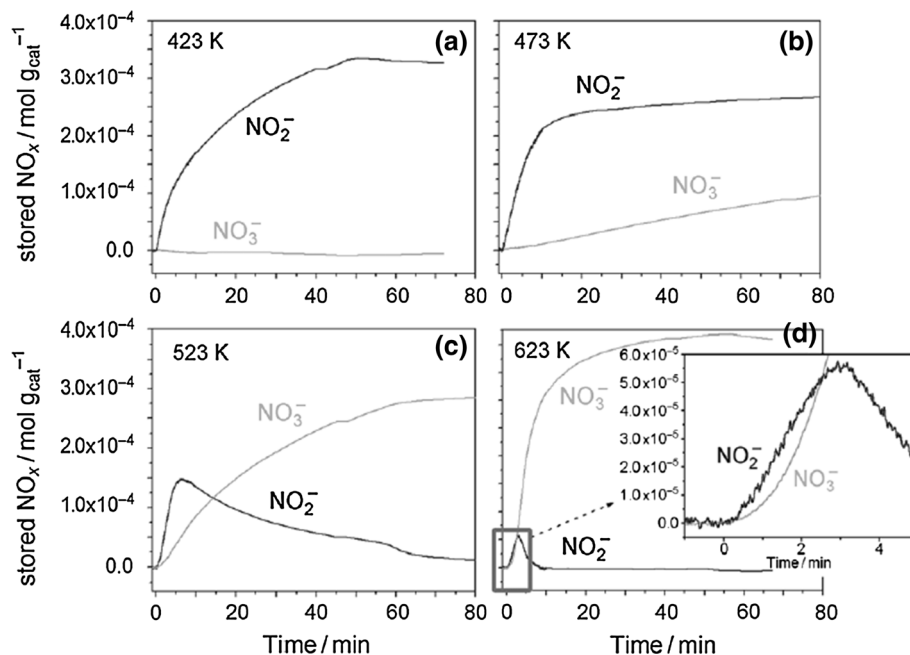 stored NOₓ / mol g_cat⁻¹
4.0x10⁻⁴
3.0x10⁻⁴
2.0x10⁻⁴
1.0x10⁻⁴
0.0
423 K
(a)
NO₂⁻
NO₃⁻
0 20 40 60 80
473 K
(b)
NO₂⁻
NO₃⁻
0 20 40 60 80
stored NOₓ / mol g_cat⁻¹
4.0x10⁻⁴
3.0x10⁻⁴
2.0x10⁻⁴
1.0x10⁻⁴
0.0
523 K
(c)
NO₃⁻
NO₂⁻
0 20 40 60 80
Time / min
623 K
(d)
NO₃⁻
NO₂⁻
6.0x10⁻⁵
5.0x10⁻⁵
4.0x10⁻⁵
3.0x10⁻⁵
2.0x10⁻⁵
1.0x10⁻⁵
0.0
NO₂⁻
NO₃⁻
0 2 4
Time / min
0 20 40 60 80
Time / min